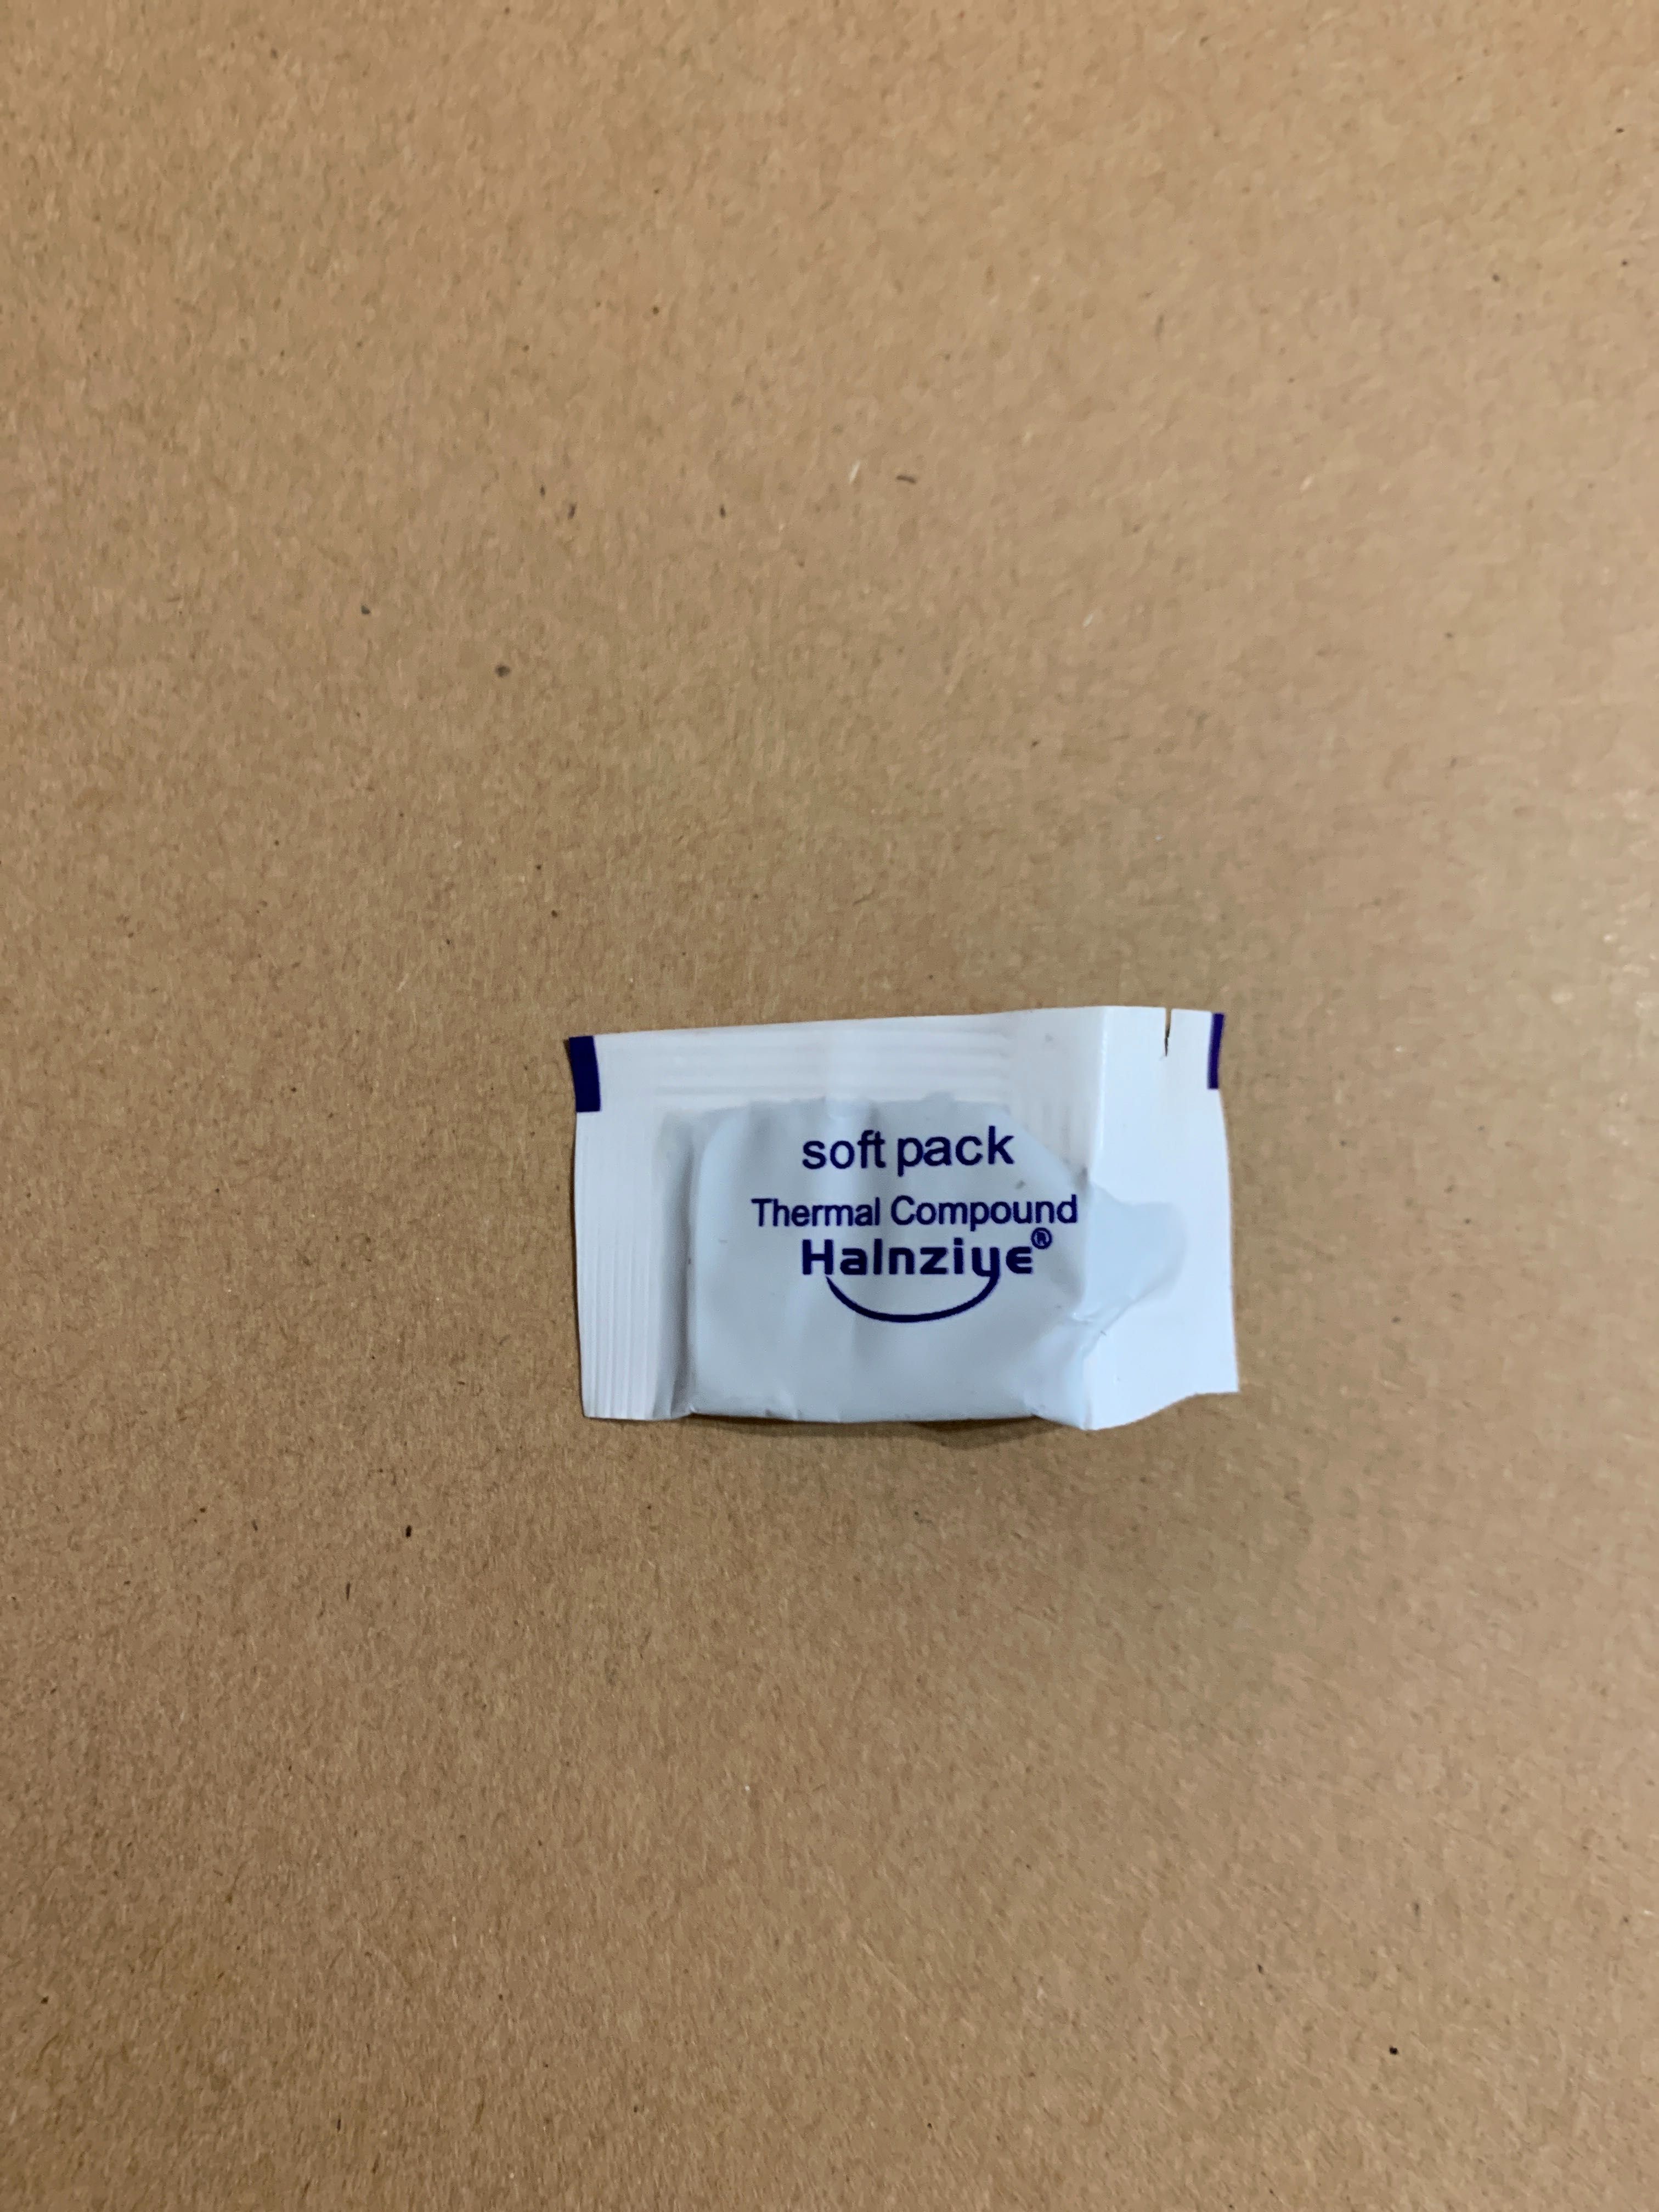 soft pack
Thermal Compound
Halnziye®